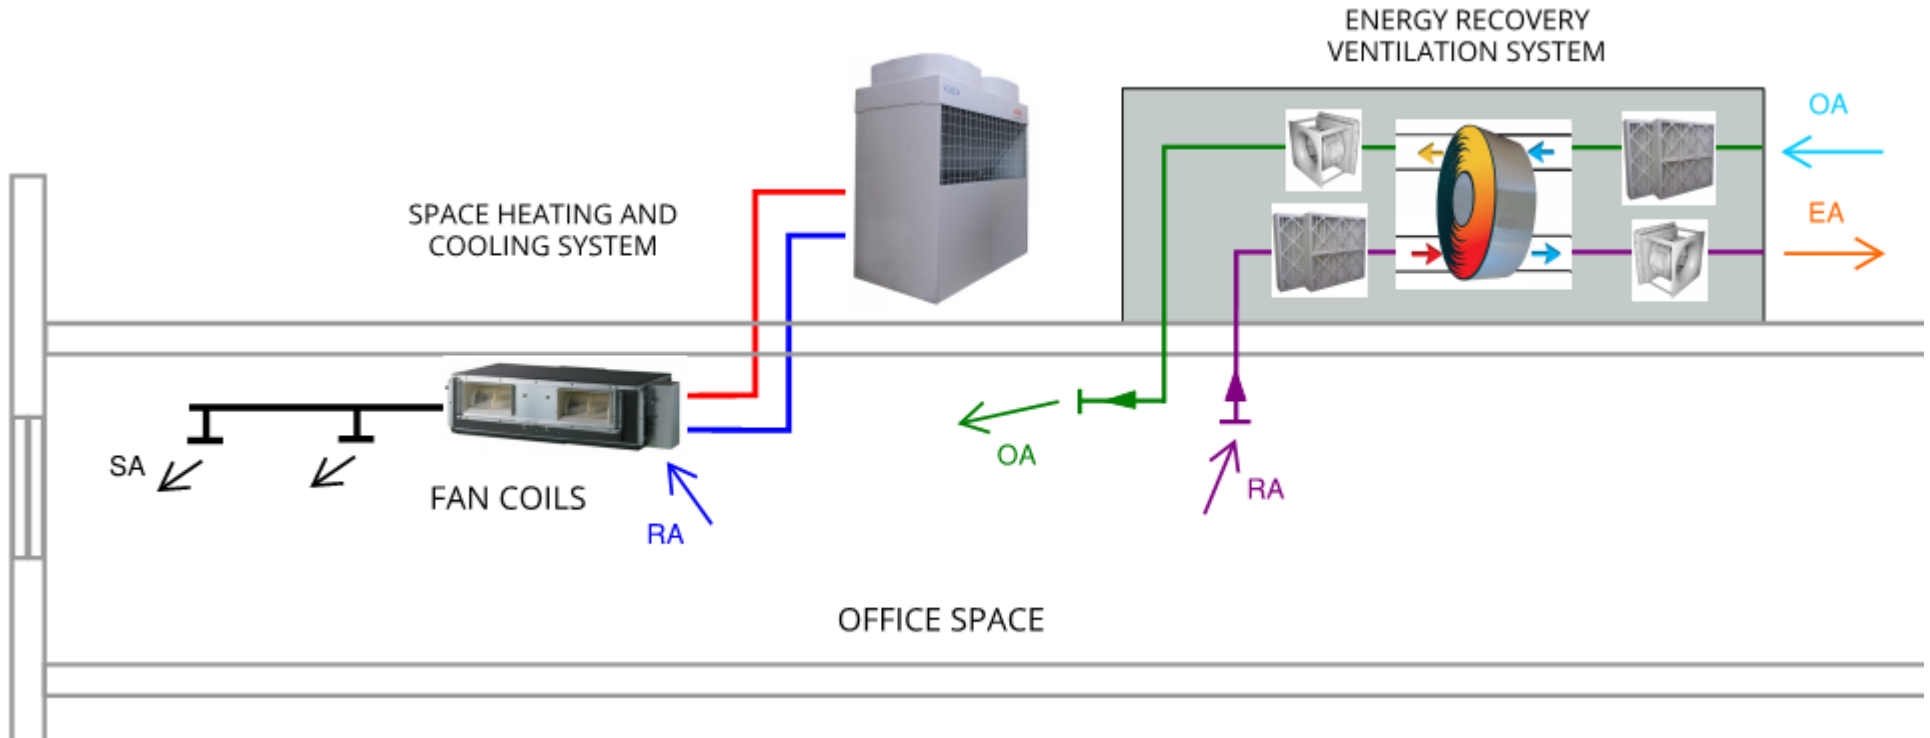 ENERGY RECOVERY
VENTILATION SYSTEM
OA
EA
SPACE HEATING AND
COOLING SYSTEM
SA
FAN COILS
RA
OA
RA
OFFICE SPACE